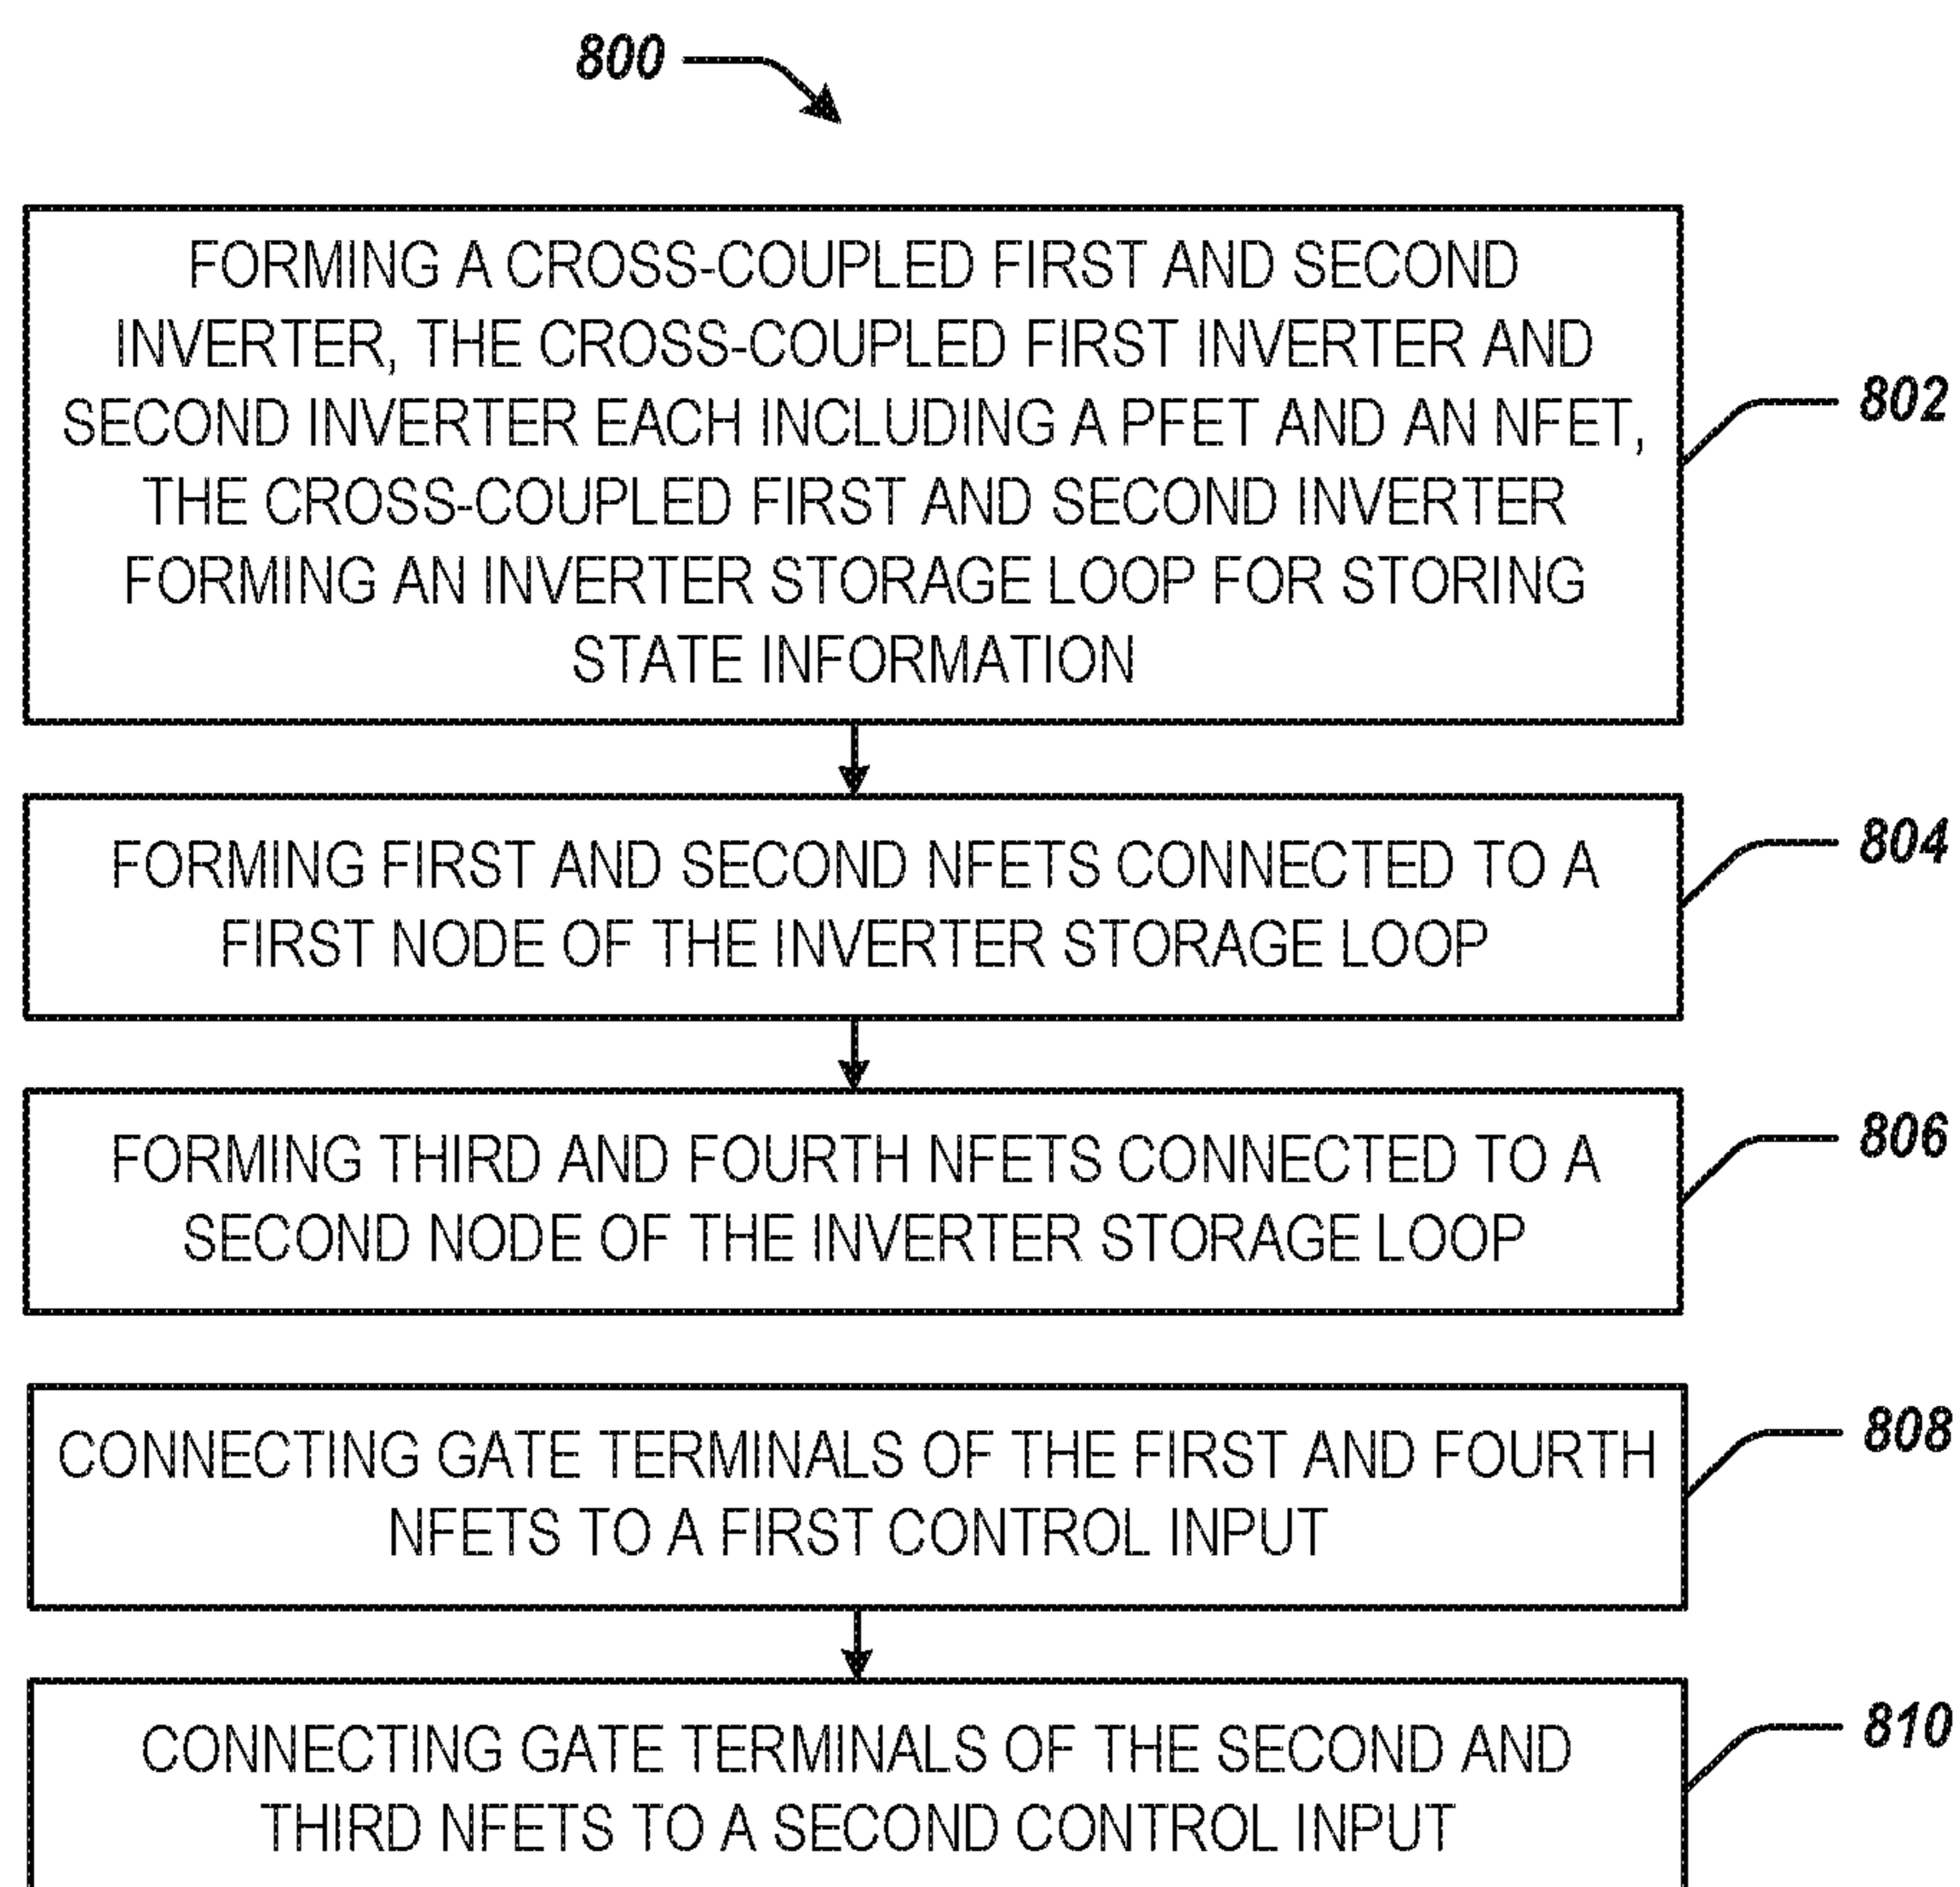 800
FORMING A CROSS-COUPLED FIRST AND SECOND
INVERTER, THE CROSS-COUPLED FIRST INVERTER AND
SECOND INVERTER EACH INCLUDING A PFET AND AN NFET,
THE CROSS-COUPLED FIRST AND SECOND INVERTER
FORMING AN INVERTER STORAGE LOOP FOR STORING
STATE INFORMATION
802
FORMING FIRST AND SECOND NFETS CONNECTED TO A
FIRST NODE OF THE INVERTER STORAGE LOOP
804
FORMING THIRD AND FOURTH NFETS CONNECTED TO A
SECOND NODE OF THE INVERTER STORAGE LOOP
806
CONNECTING GATE TERMINALS OF THE FIRST AND FOURTH
NFETS TO A FIRST CONTROL INPUT
808
CONNECTING GATE TERMINALS OF THE SECOND AND
THIRD NFETS TO A SECOND CONTROL INPUT
810